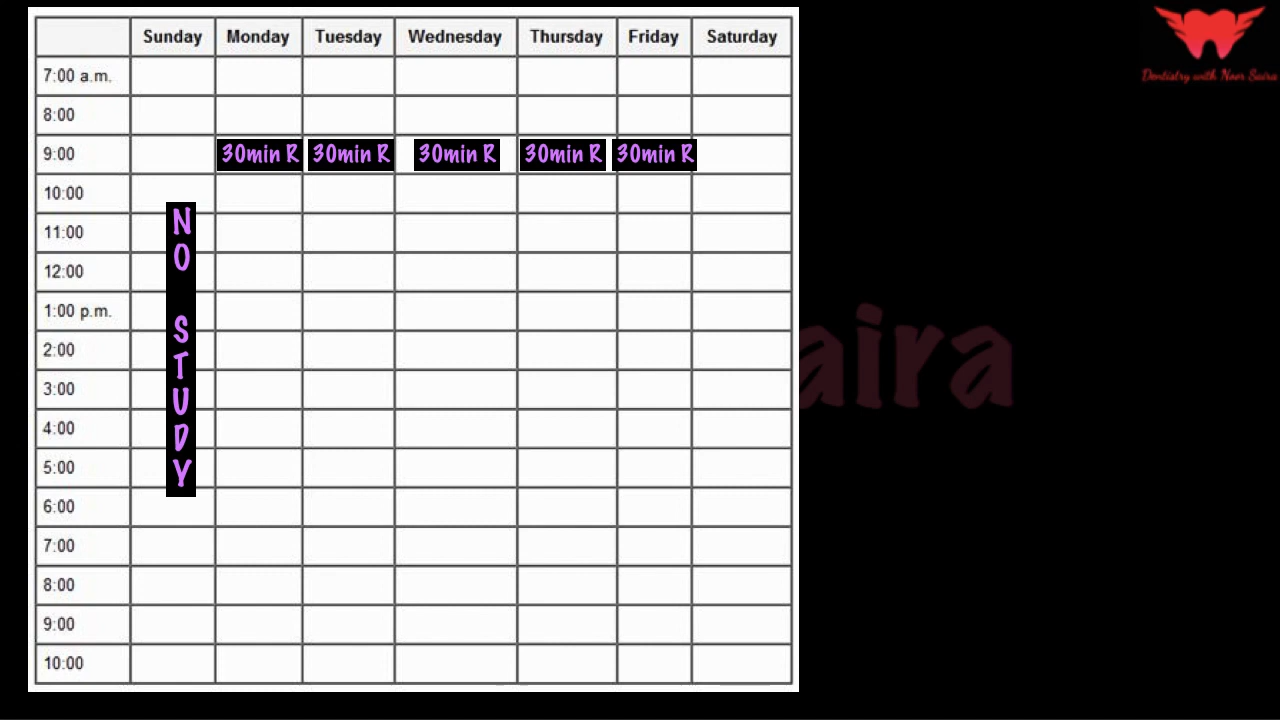 Sunday Monday Tuesday Wednesday Thursday Friday Saturday
7:00 a.m.
8:00
9:00 30min R 30min R 30min R 30min R 30min R
10:00
11:00
12:00
1:00 p.m.
2:00
3:00
4:00
5:00
6:00
7:00
8:00
9:00
10:00
NO STUDY
Dentistry with Noor Saira
aira